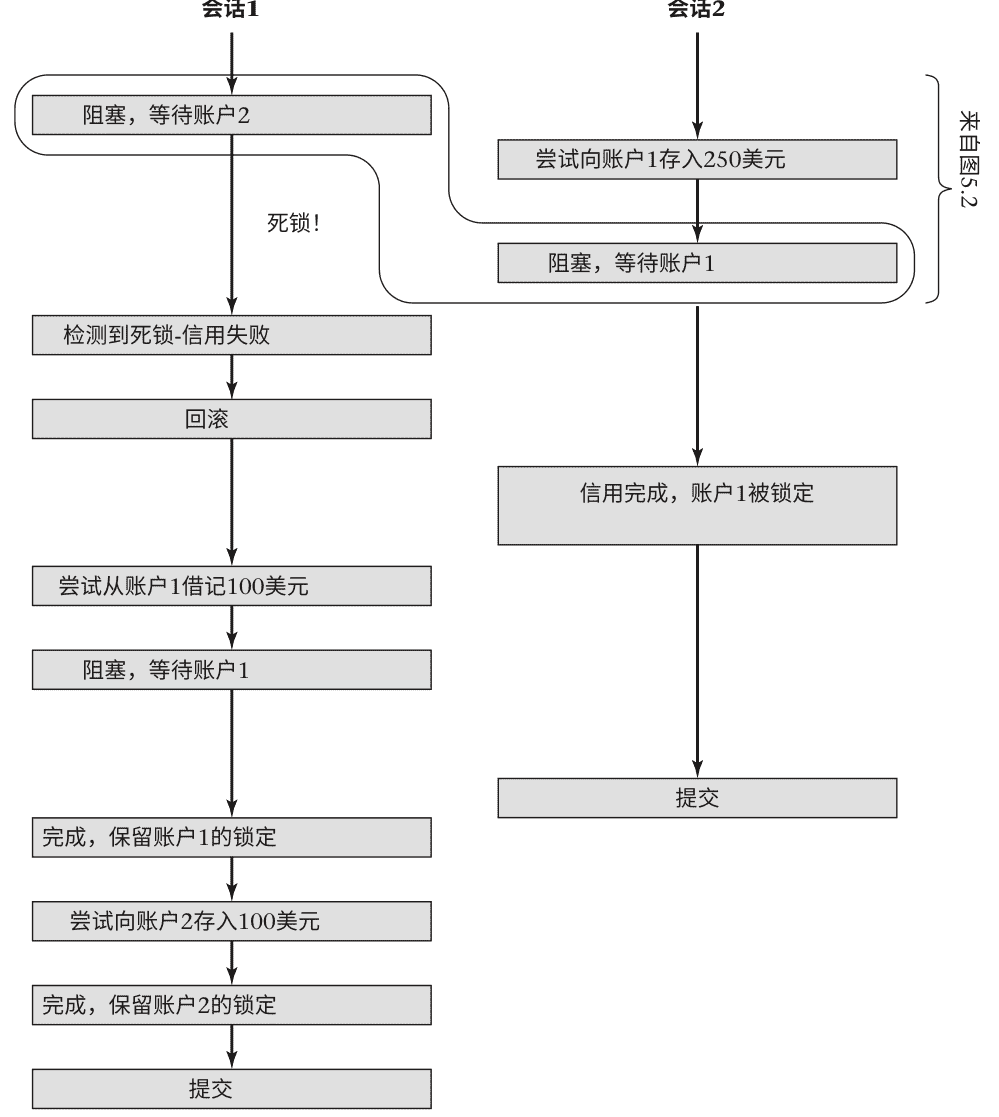 会话1
会话2
阻塞，等待账户2
尝试向账户1存入250美元
来自图5.2
死锁！
阻塞，等待账户1
检测到死锁-信用失败
回滚
信用完成，账户1被锁定
尝试从账户1借记100美元
阻塞，等待账户1
提交
完成，保留账户1的锁定
尝试向账户2存入100美元
完成，保留账户2的锁定
提交